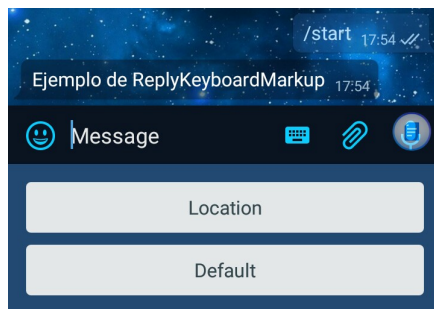 /start 17:54
Ejemplo de ReplyKeyboardMarkup 17:54
Message
Location
Default